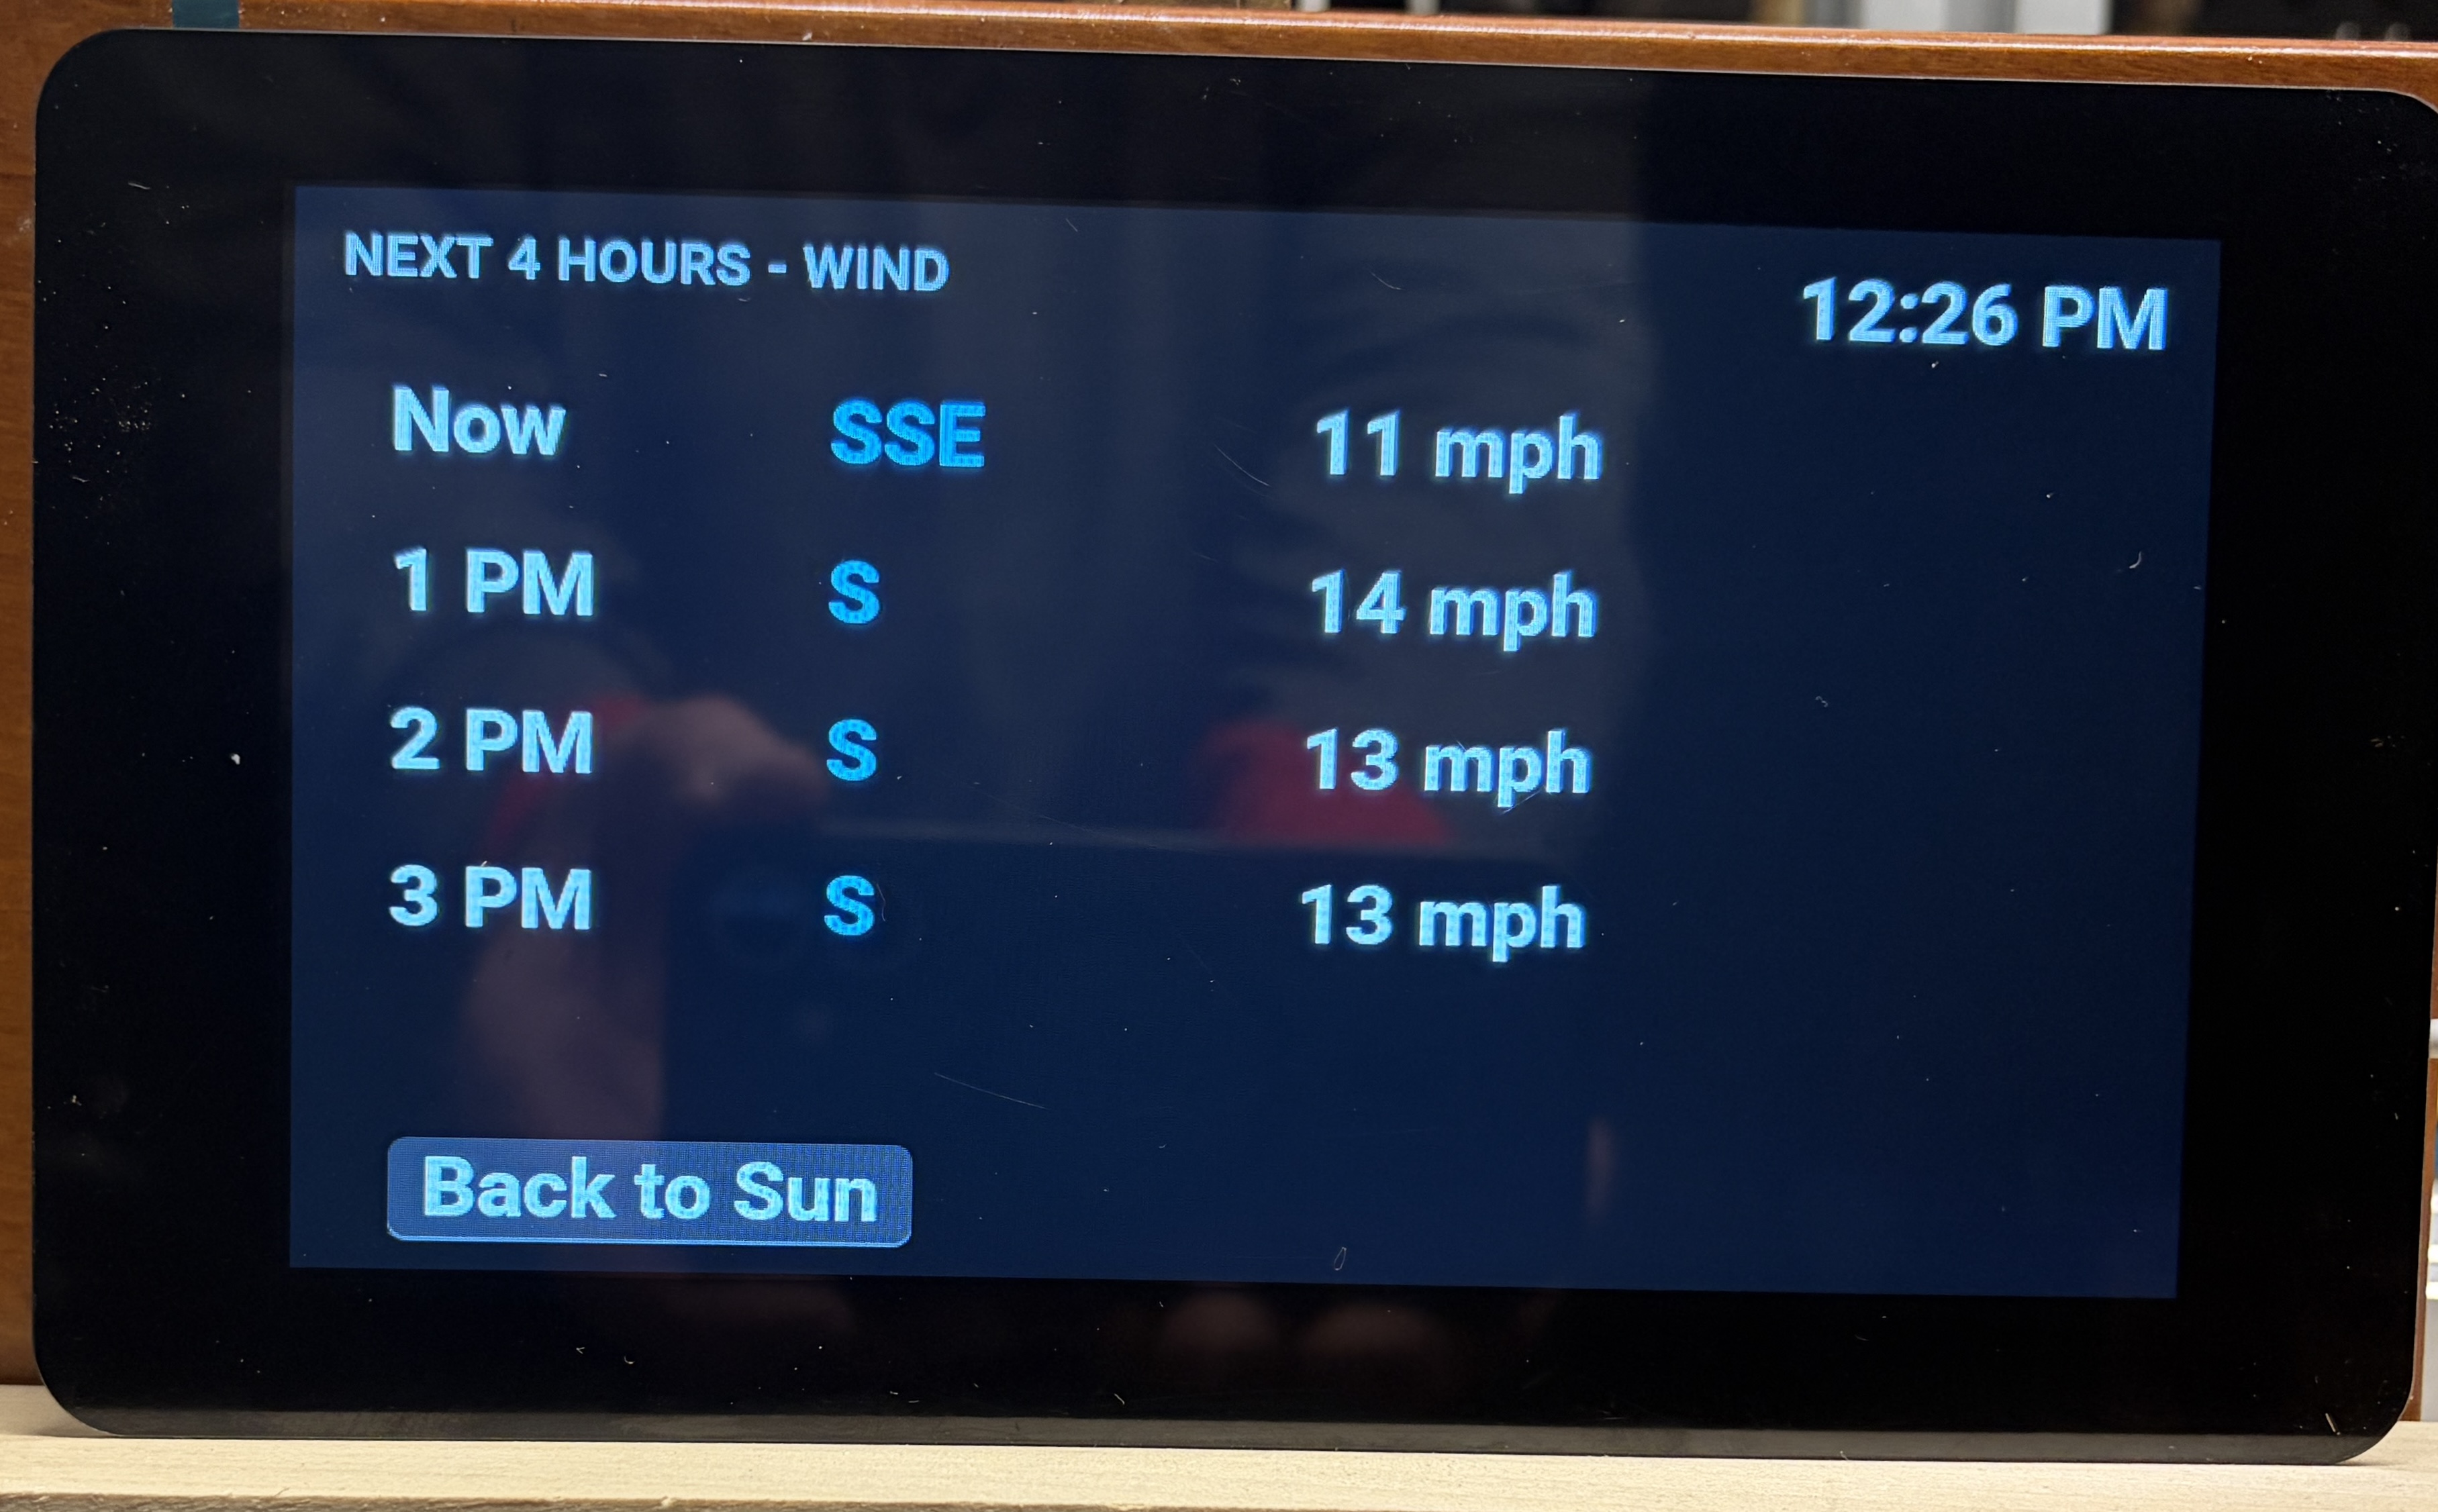 NEXT 4 HOURS - WIND
12:26 PM
Now SSE 11 mph
1 PM S 14 mph
2 PM S 13 mph
3 PM S 13 mph
Back to Sun